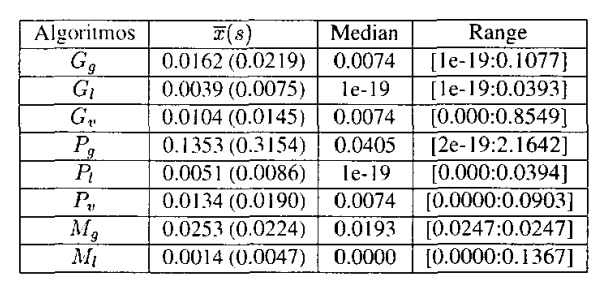 Algoritmos x̄(s) Median Range
G_g 0.0162 (0.0219) 0.0074 [1e-19:0.1077]
G_l 0.0039 (0.0075) 1e-19 [1e-19:0.0393]
G_v 0.0104 (0.0145) 0.0074 [0.000:0.8549]
P_g 0.1353 (0.3154) 0.0405 [2e-19:2.1642]
P_l 0.0051 (0.0086) 1e-19 [0.000:0.0394]
P_v 0.0134 (0.0190) 0.0074 [0.0000:0.0903]
M_g 0.0253 (0.0224) 0.0193 [0.0247:0.0247]
M_l 0.0014 (0.0047) 0.0000 [0.0000:0.1367]